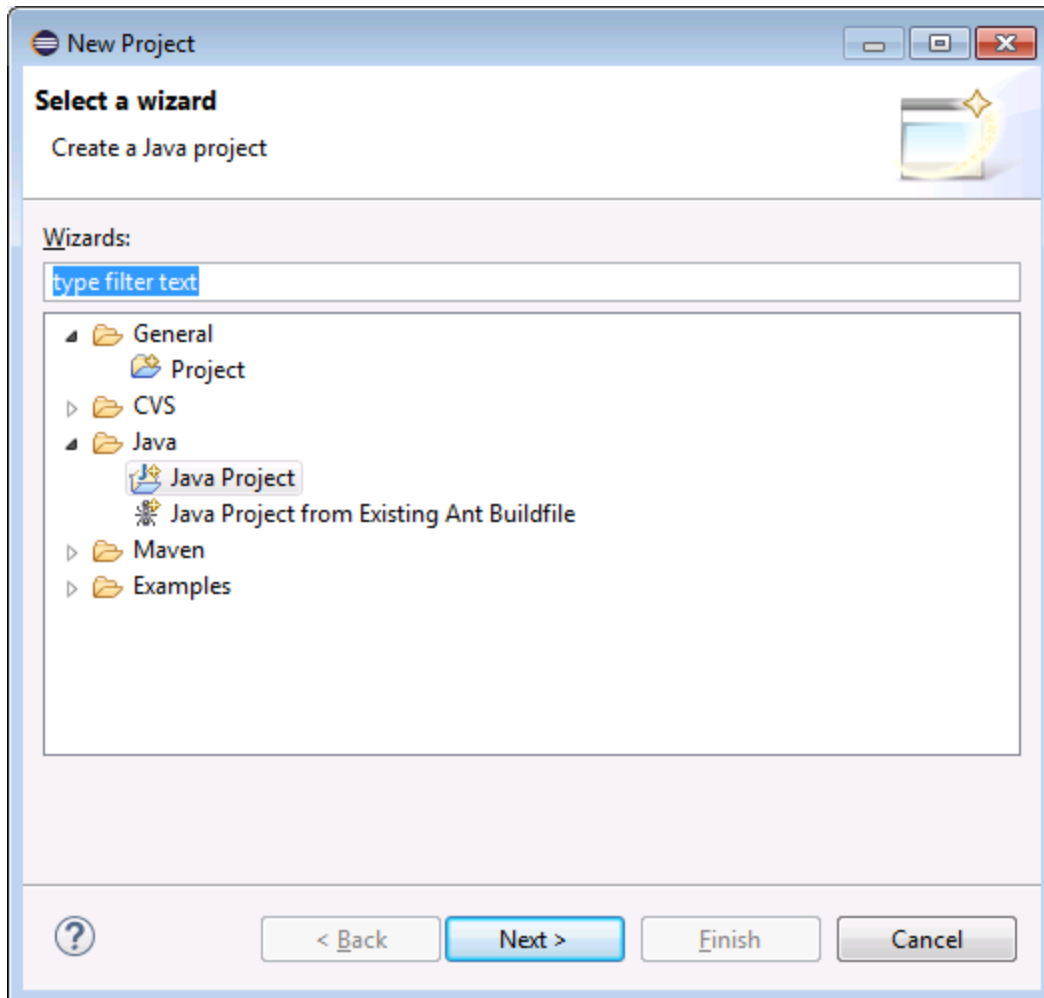 New Project
Select a wizard
Create a Java project
Wizards:
type filter text
General
Project
CVS
Java
Java Project
Java Project from Existing Ant Buildfile
Maven
Examples
? < Back Next > Finish Cancel